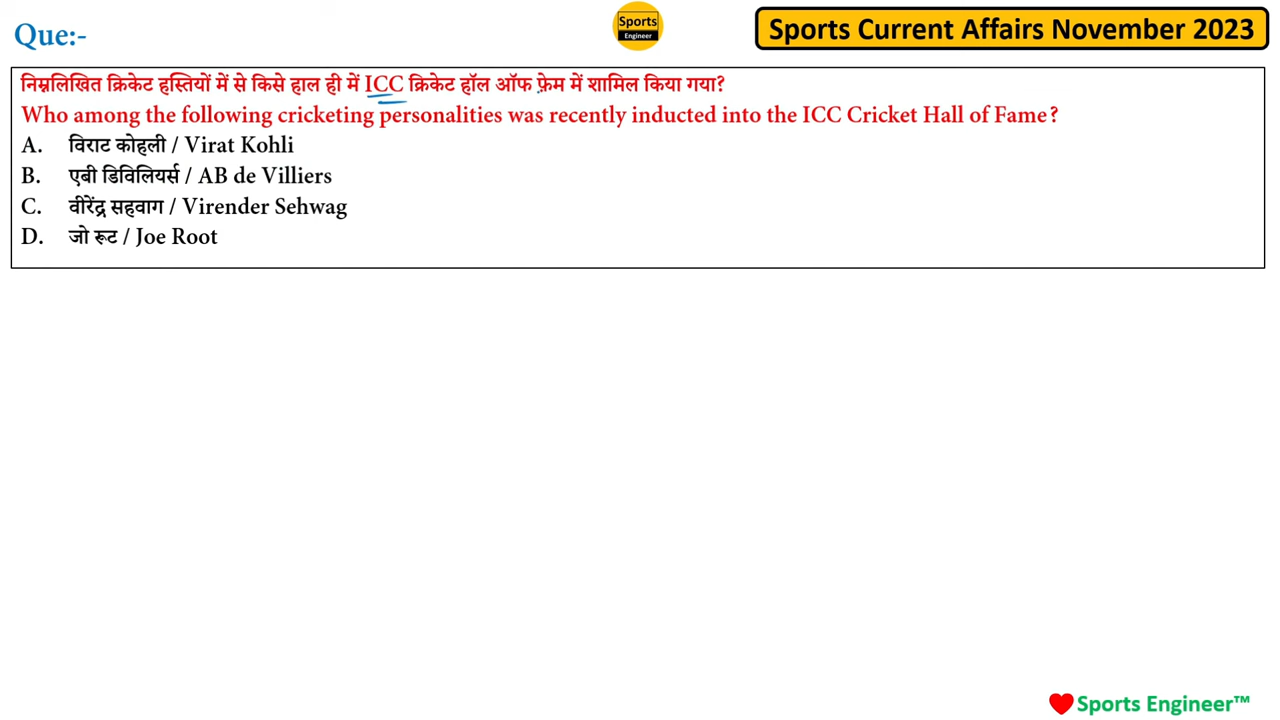 Que:-
Sports
Engineer
Sports Current Affairs November 2023
निम्नलिखित क्रिकेट हस्तियों में से किसे हाल ही में ICC क्रिकेट हॉल ऑफ फ़ेम में शामिल किया गया?
Who among the following cricketing personalities was recently inducted into the ICC Cricket Hall of Fame?
A. विराट कोहली / Virat Kohli
B. एबी डिविलियर्स / AB de Villiers
C. वीरेंद्र सहवाग / Virender Sehwag
D. जो रूट / Joe Root
Sports Engineer™